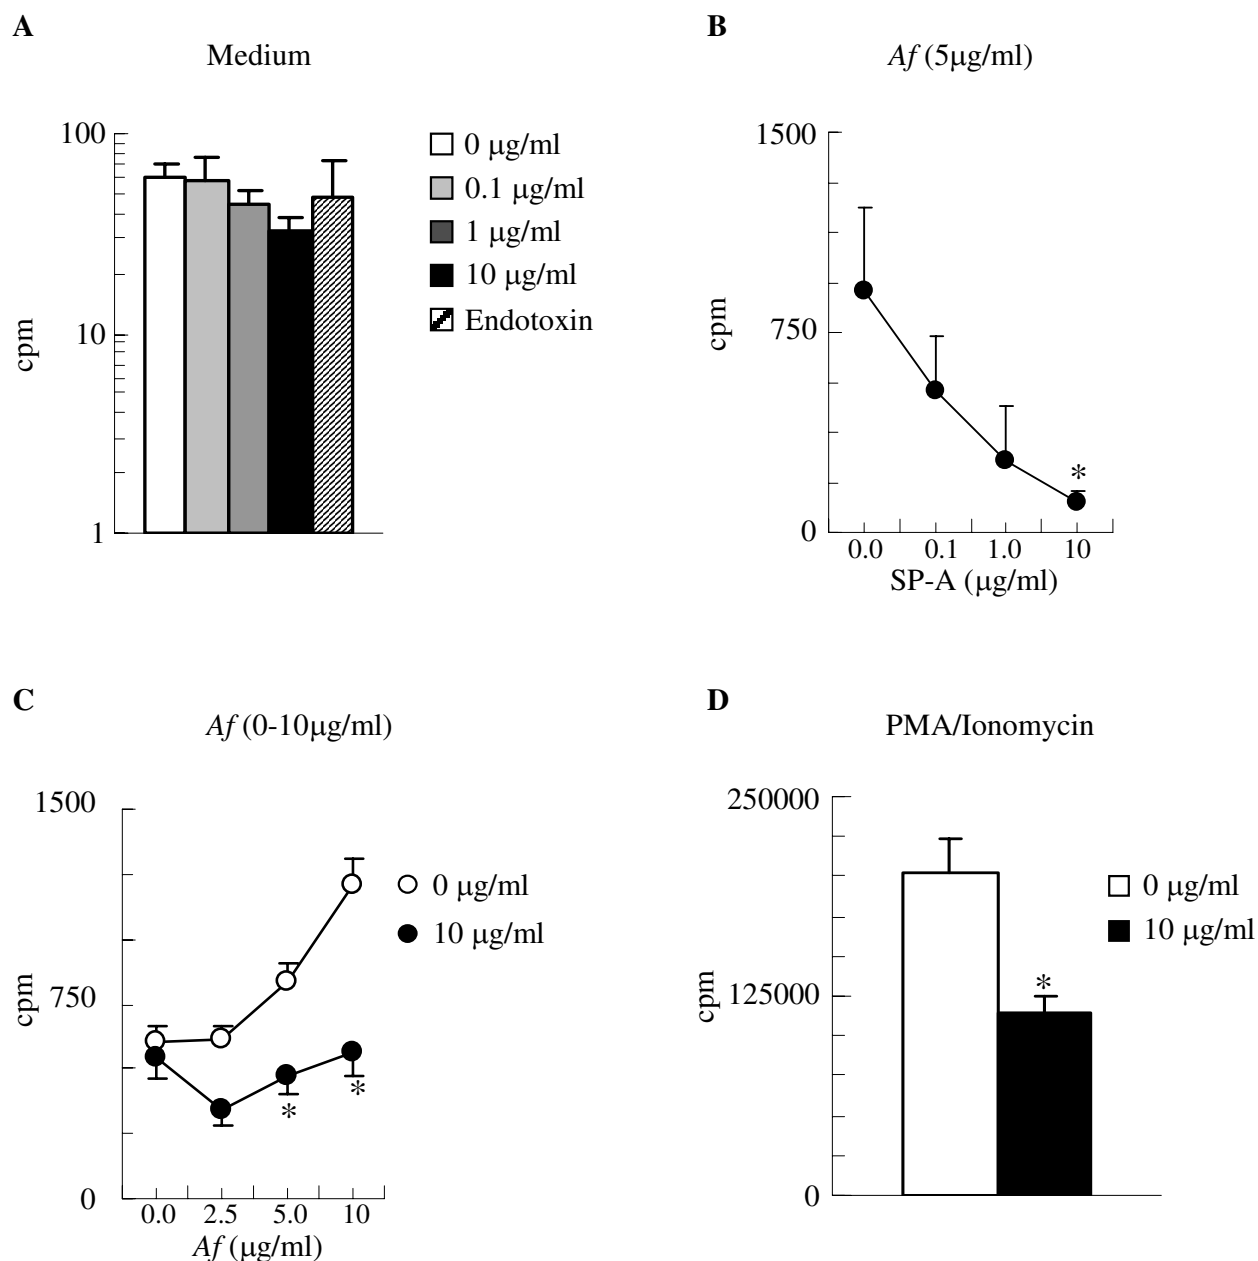 A
Medium
100
10
1
cpm
0 µg/ml
0.1 µg/ml
1 µg/ml
10 µg/ml
Endotoxin
B
Af (5µg/ml)
1500
750
0
cpm
*
0.0 0.1 1.0 10
SP-A (µg/ml)
C
Af (0-10µg/ml)
1500
750
0
cpm
* *
0 µg/ml
10 µg/ml
0.0 2.5 5.0 10
Af (µg/ml)
D
PMA/Ionomycin
250000
125000
0
cpm
*
0 µg/ml
10 µg/ml